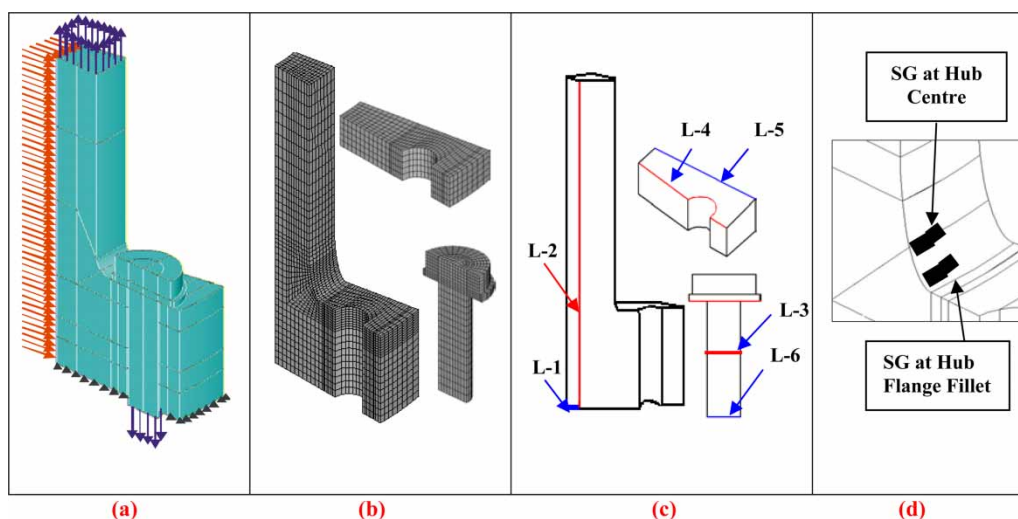 SG at Hub
Centre
L-4
L-5
L-2
L-3
L-1
L-6
SG at Hub
Flange Fillet
(a)
(b)
(c)
(d)